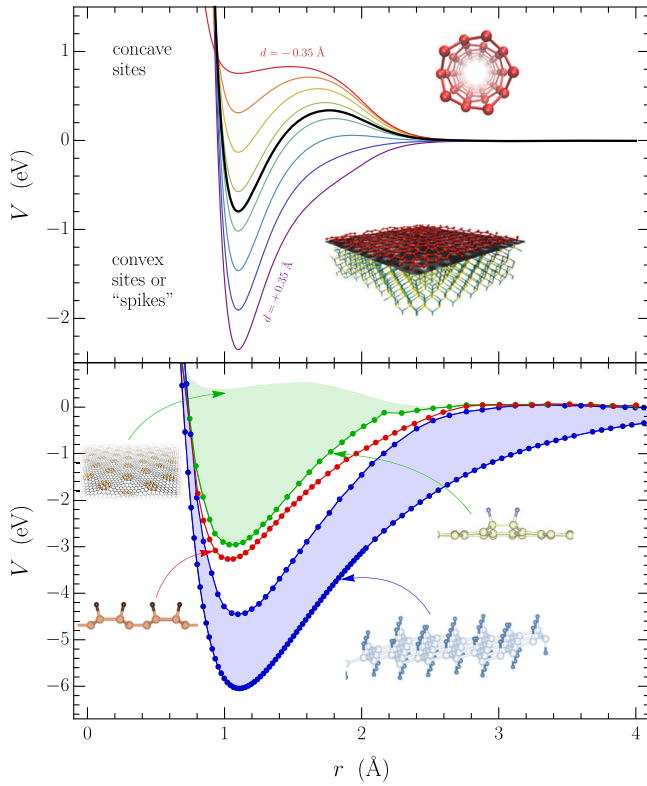 concave
sites
d = −0.35 Å
1
0
−1
−2
V (eV)
convex
sites or
“spikes”
d = +0.35 Å
0
−1
−2
−3
−4
−5
−6
V (eV)
0
1
2
3
4
r (Å)